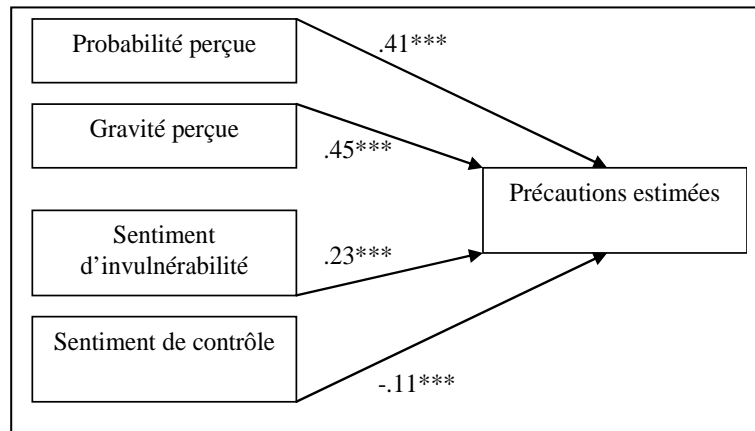 Probabilité perçue
.41***
Gravité perçue
.45***
Précautions estimées
Sentiment
d’invulnérabilité
.23***
Sentiment de contrôle
-.11***